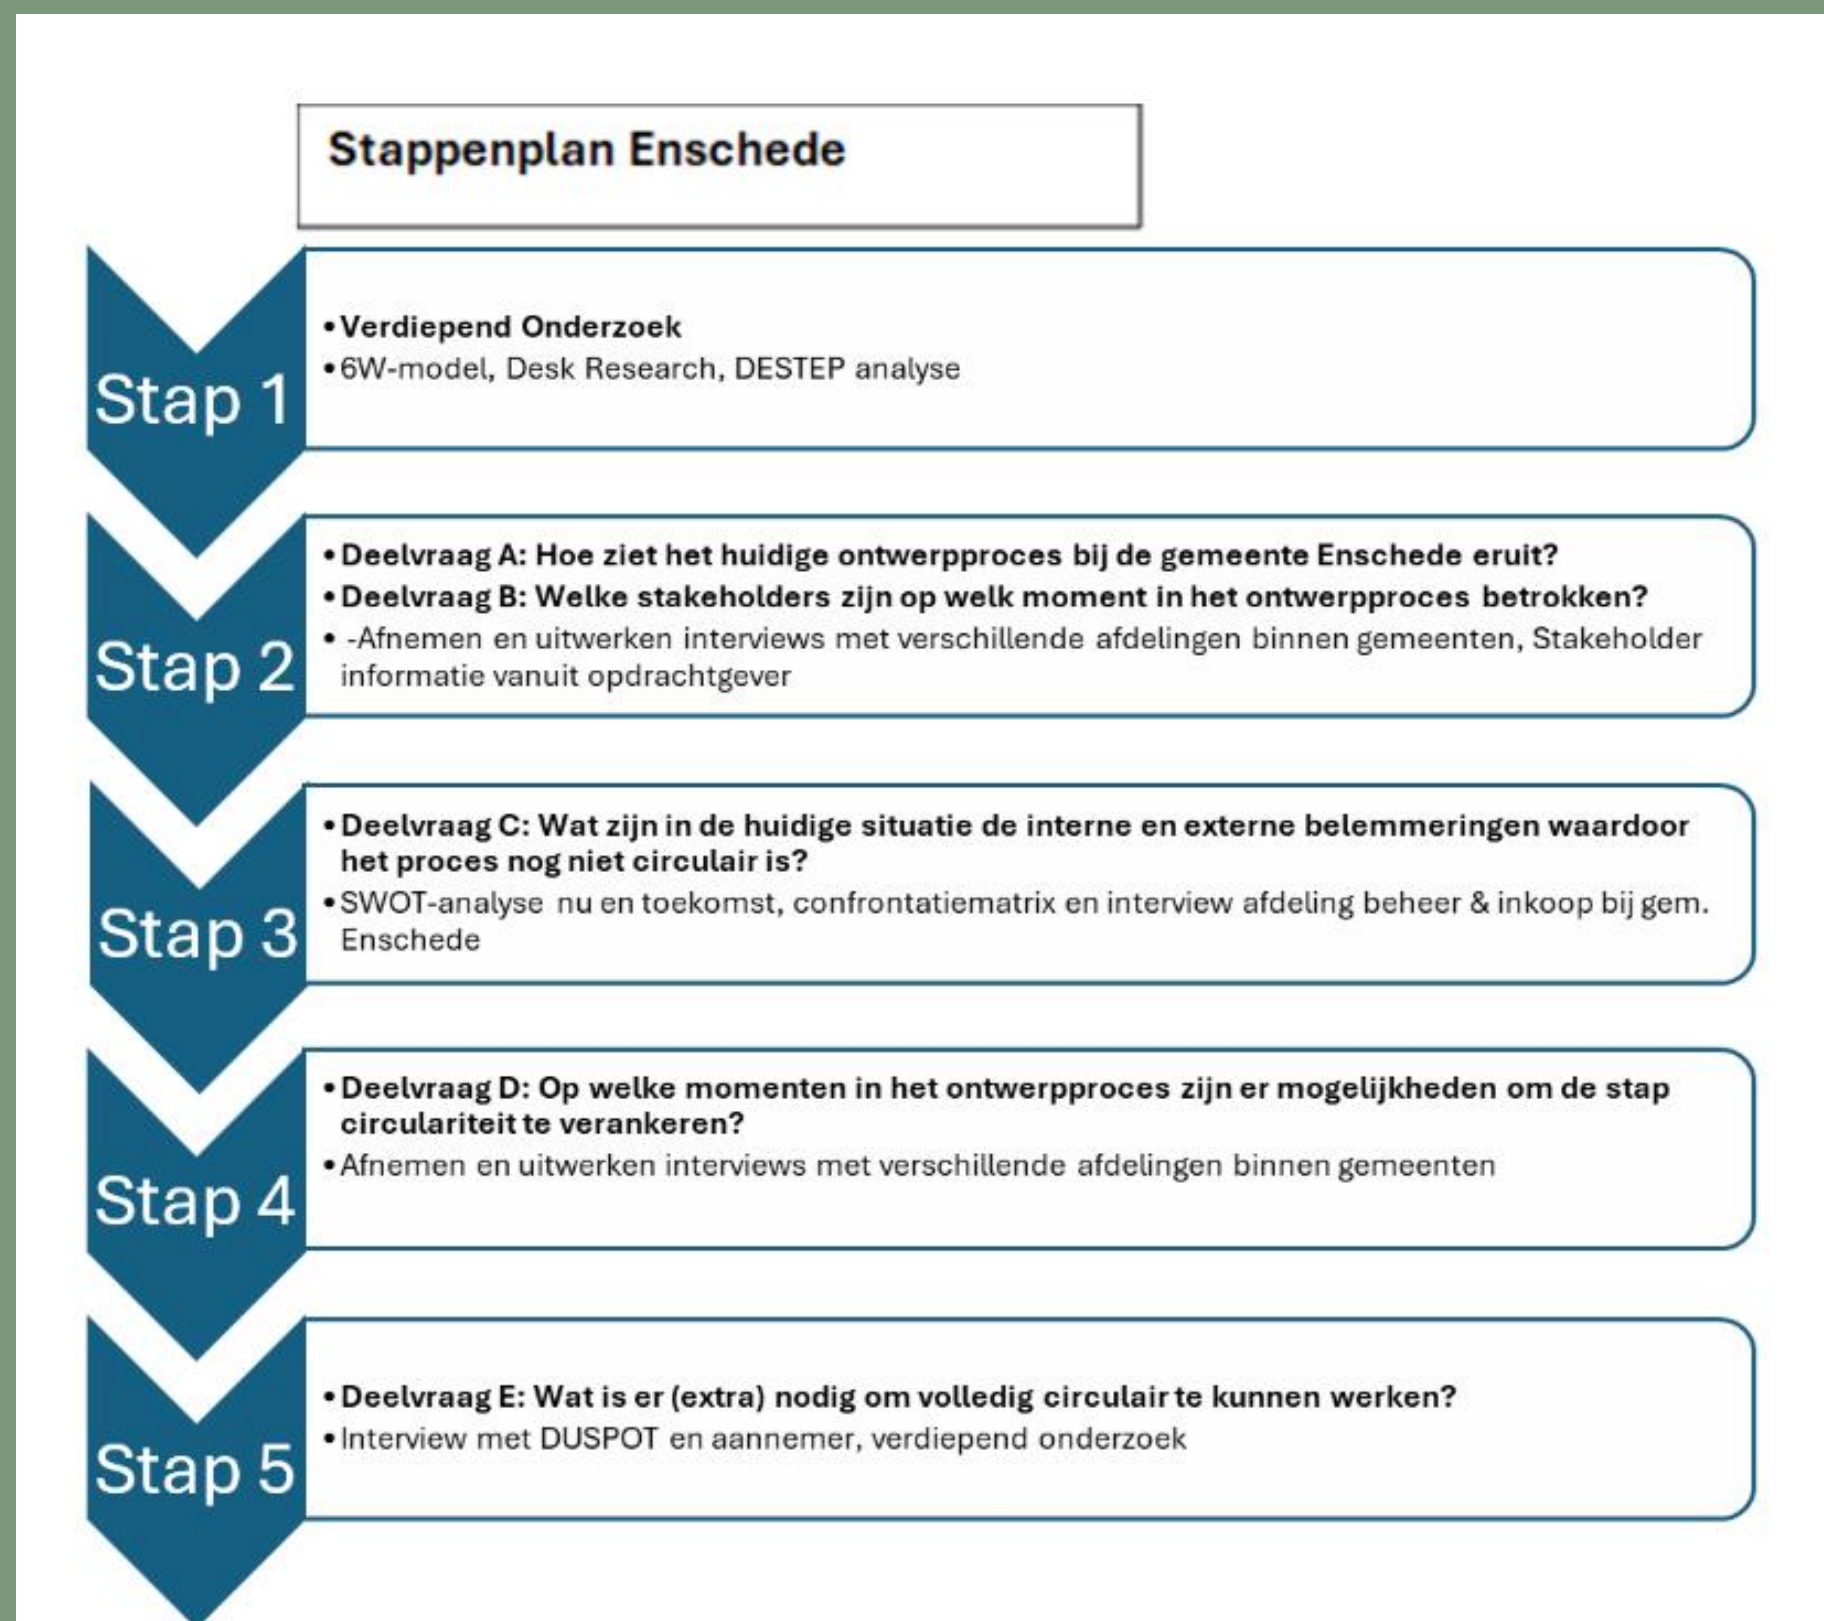 Stappenplan Enschede
Stap 1
•Verdiepend Onderzoek
•6W-model, Desk Research, DESTEP analyse
Stap 2
•Deelvraag A: Hoe ziet het huidige ontwerpproces bij de gemeente Enschede eruit?
•Deelvraag B: Welke stakeholders zijn op welk moment in het ontwerpproces betrokken?
• -Afnemen en uitwerken interviews met verschillende afdelingen binnen gemeenten, Stakeholder
informatie vanuit opdrachtgever
Stap 3
•Deelvraag C: Wat zijn in de huidige situatie de interne en externe belemmeringen waardoor
het proces nog niet circulair is?
•SWOT-analyse nu en toekomst, confrontatiematrix en interview afdeling beheer & inkoop bij gem.
Enschede
Stap 4
•Deelvraag D: Op welke momenten in het ontwerpproces zijn er mogelijkheden om de stap
circulariteit te verankeren?
•Afnemen en uitwerken interviews met verschillende afdelingen binnen gemeenten
Stap 5
•Deelvraag E: Wat is er (extra) nodig om volledig circulair te kunnen werken?
•Interview met DUSPOT en aannemer, verdiepend onderzoek